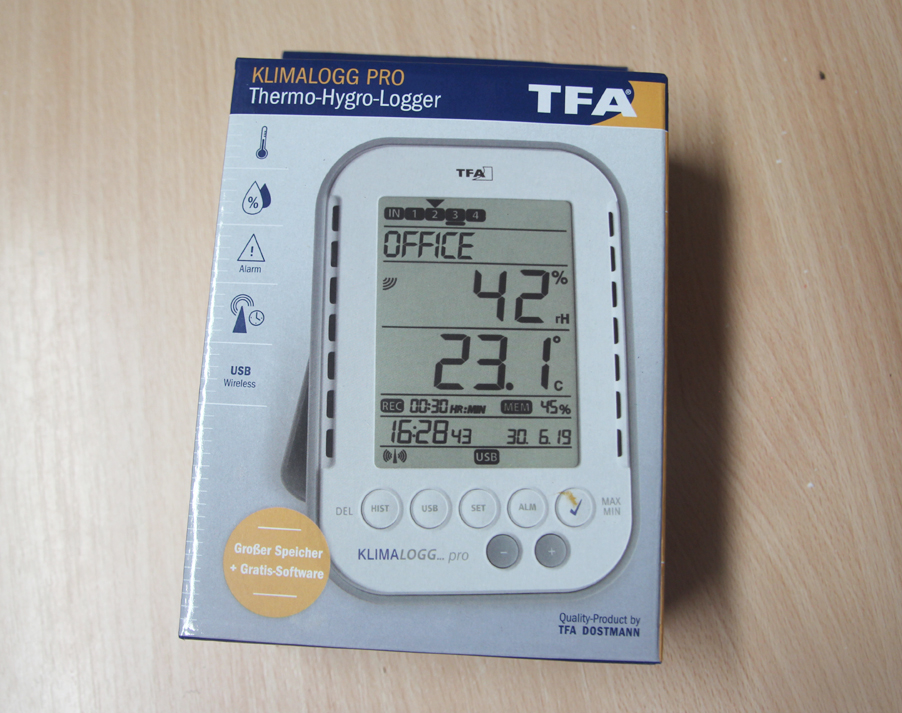 KLIMALOGG PRO
Thermo-Hygro-Logger
TFA®
TFA
%
IN 1 2 3 4
OFFICE
42% rH
!
Alarm
23.1°C
USB
Wireless
REC 00:30 HR:MIN MEM 45%
16:28 43 30. 6.19
USB
DEL HIST USB SET ALM MAX
MIN
KLIMALOGG... pro - +
Großer Speicher
+ Gratis-Software
Quality-Product by
TFA DOSTMANN